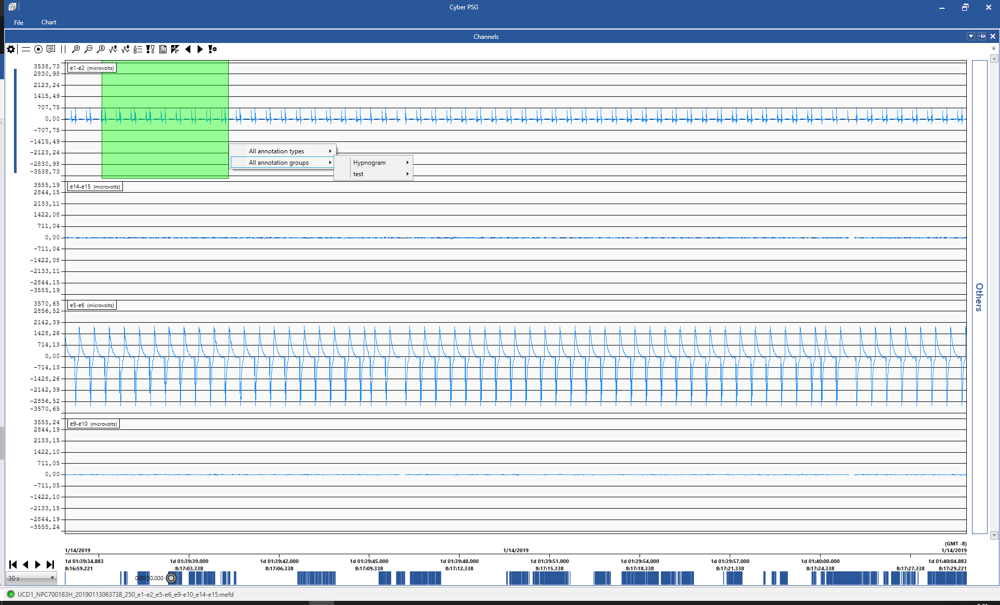 Cyber PSG
File Chart
Channels
3538,73
e1-e2 (microvolts)
2830,98
2123,24
1415,49
707,75
0,00
-707,75
-1415,49
-2123,24
-2830,98
-3538,73
All annotation types
All annotation groups
Hypnogram
test
3555,19
e14-e15 (microvolts)
2844,15
2133,11
1422,08
711,04
0,00
-711,04
-1422,08
-2133,11
-2844,15
-3555,19
Others
3570,65
e5-e6 (microvolts)
2856,52
2142,39
1428,26
714,13
0,00
-714,13
-1428,26
-2142,39
-2856,52
-3570,65
3555,24
e9-e10 (microvolts)
2844,19
2133,15
1422,10
711,05
0,00
-711,05
-1422,10
-2133,15
-2844,19
-3555,24
(GMT -8)
1/14/2019 1/14/2019 1/14/2019
1d 01:39:34.883 1d 01:39:39.000 1d 01:39:42.000 1d 01:39:45.000 1d 01:39:48.000 1d 01:39:51.000 1d 01:39:54.000 1d 01:39:57.000 1d 01:40:00.000 1d 01:40:04.883
8:16:59.221 8:17:03.338 8:17:06.338 8:17:09.338 8:17:12.338 8:17:15.338 8:17:18.338 8:17:21.338 8:17:24.338 8:17:27.338 8:17:29.221
30 s
0:00:30.000
UCD1_NPC700183H_20190113063738_250_e1-e2_e5-e6_e9-e10_e14-e15.mefd